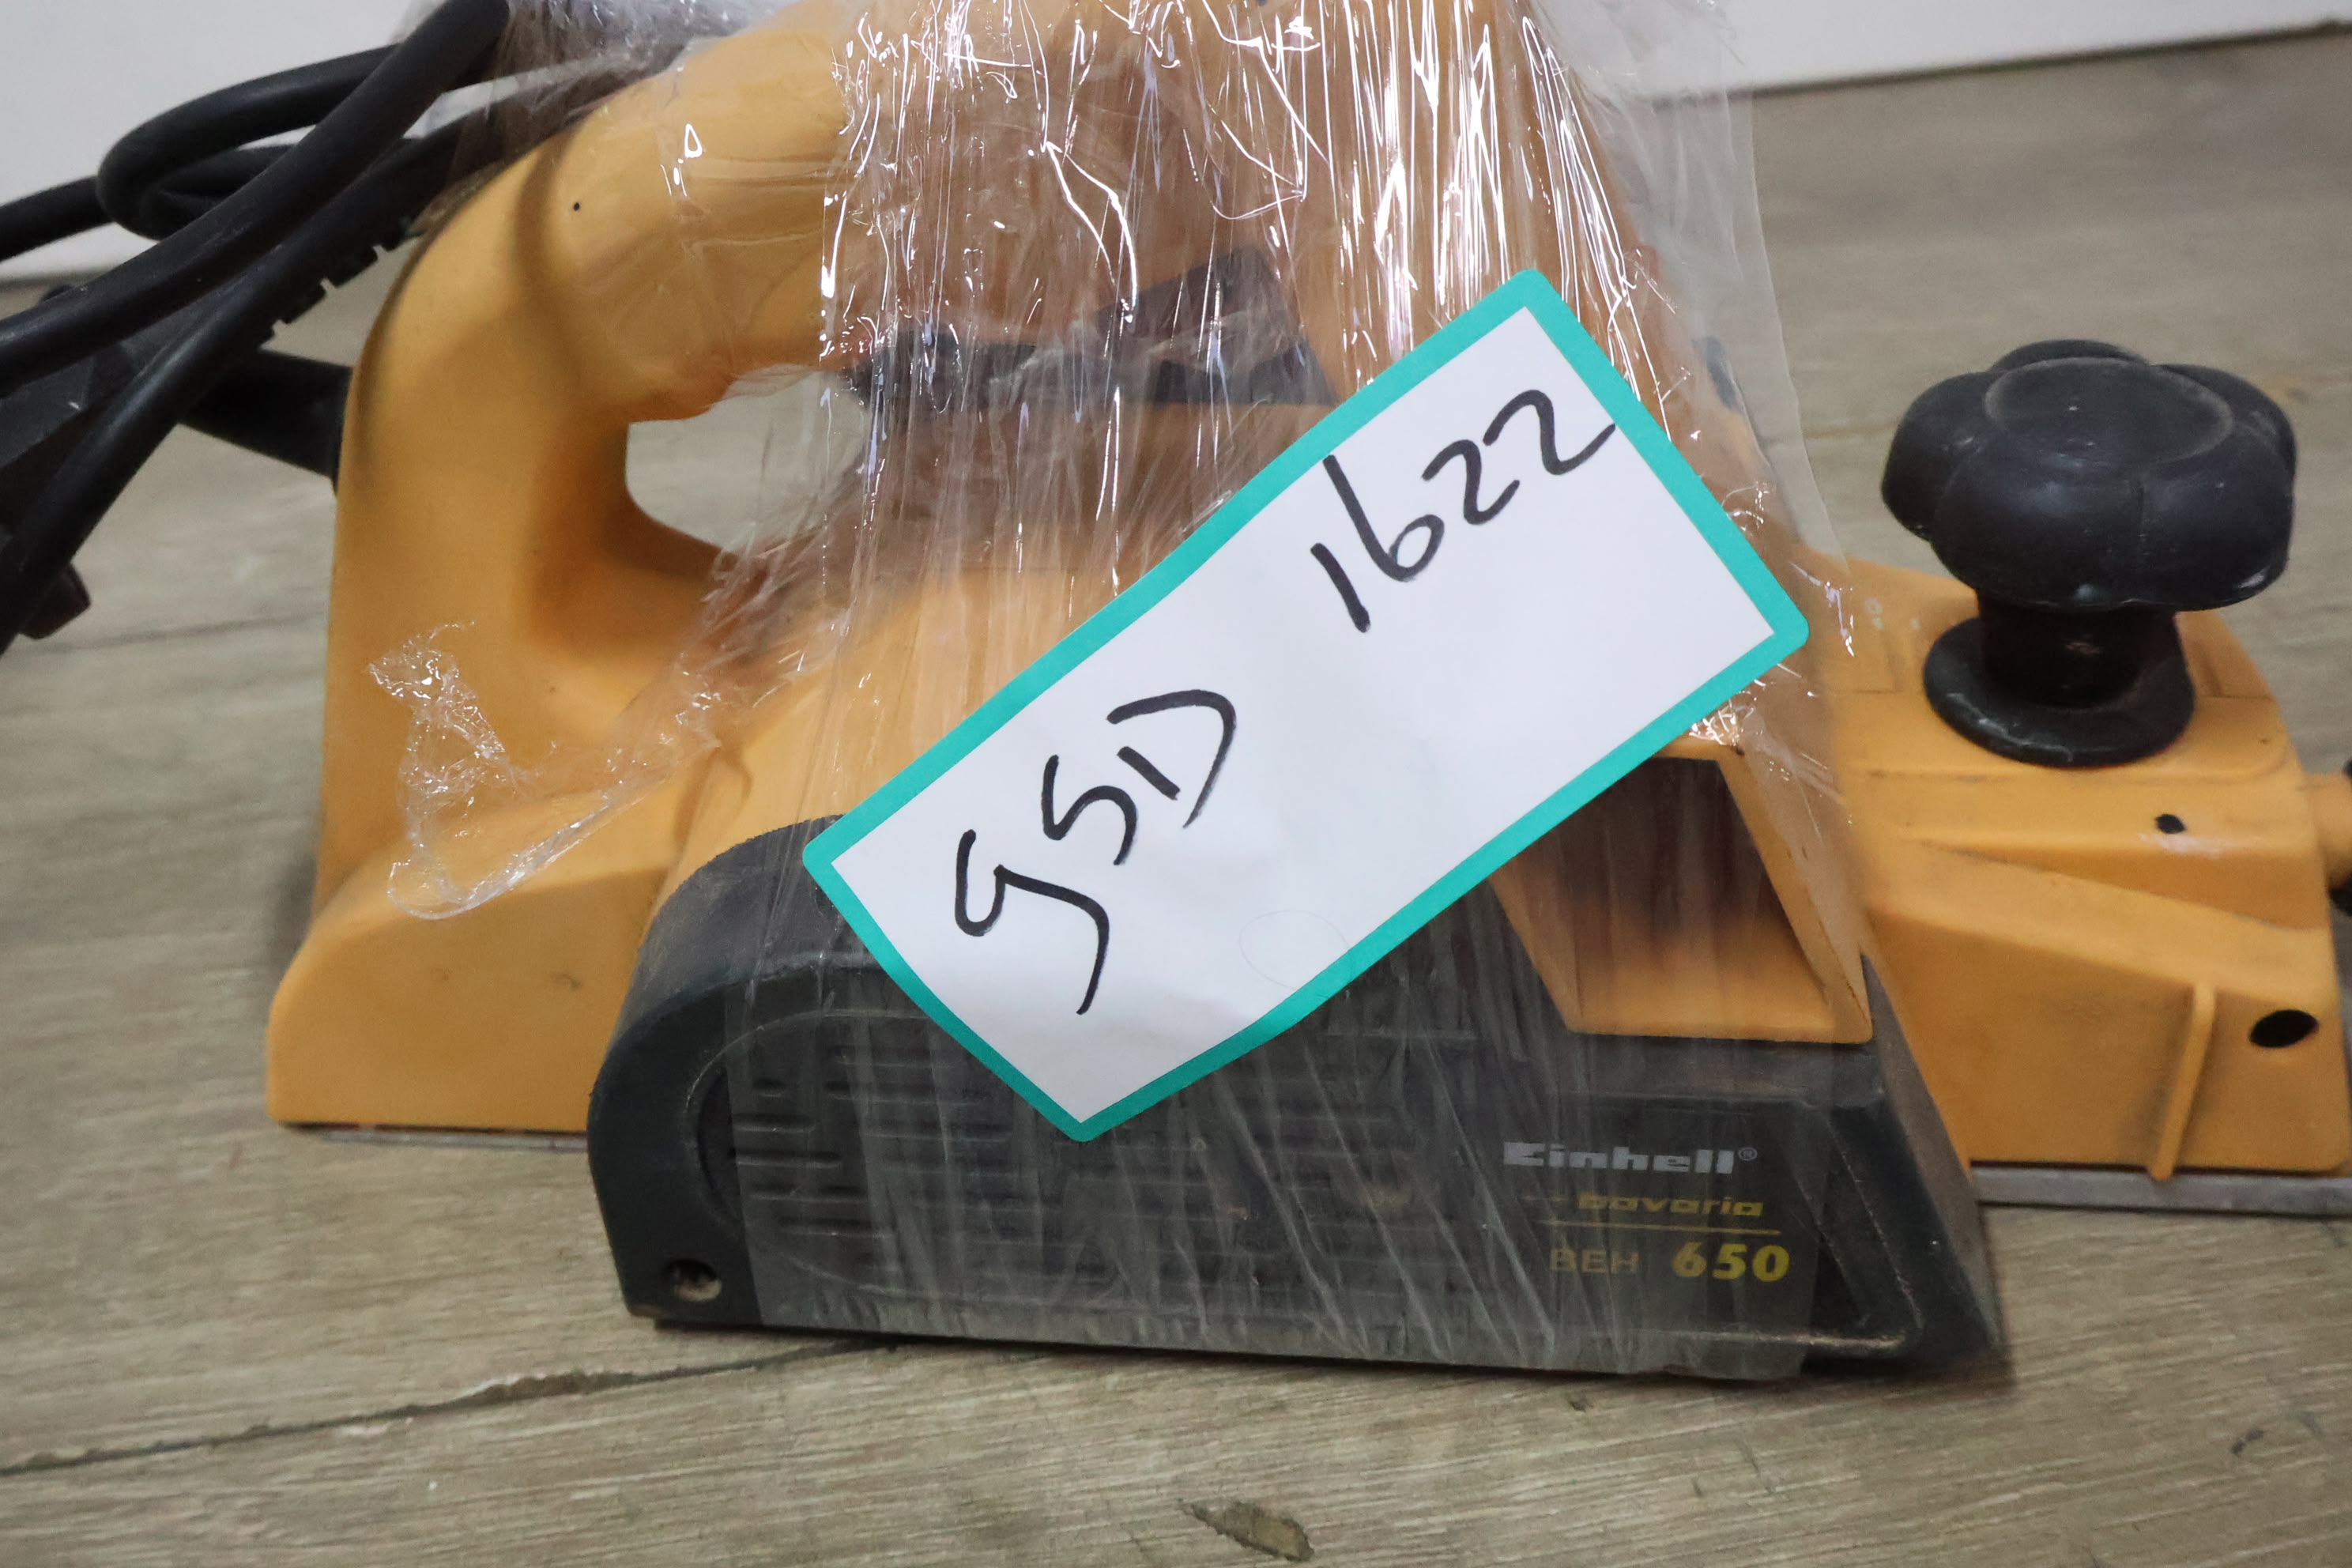 GSD 1622
Einhell®
bavaria
BEH 650